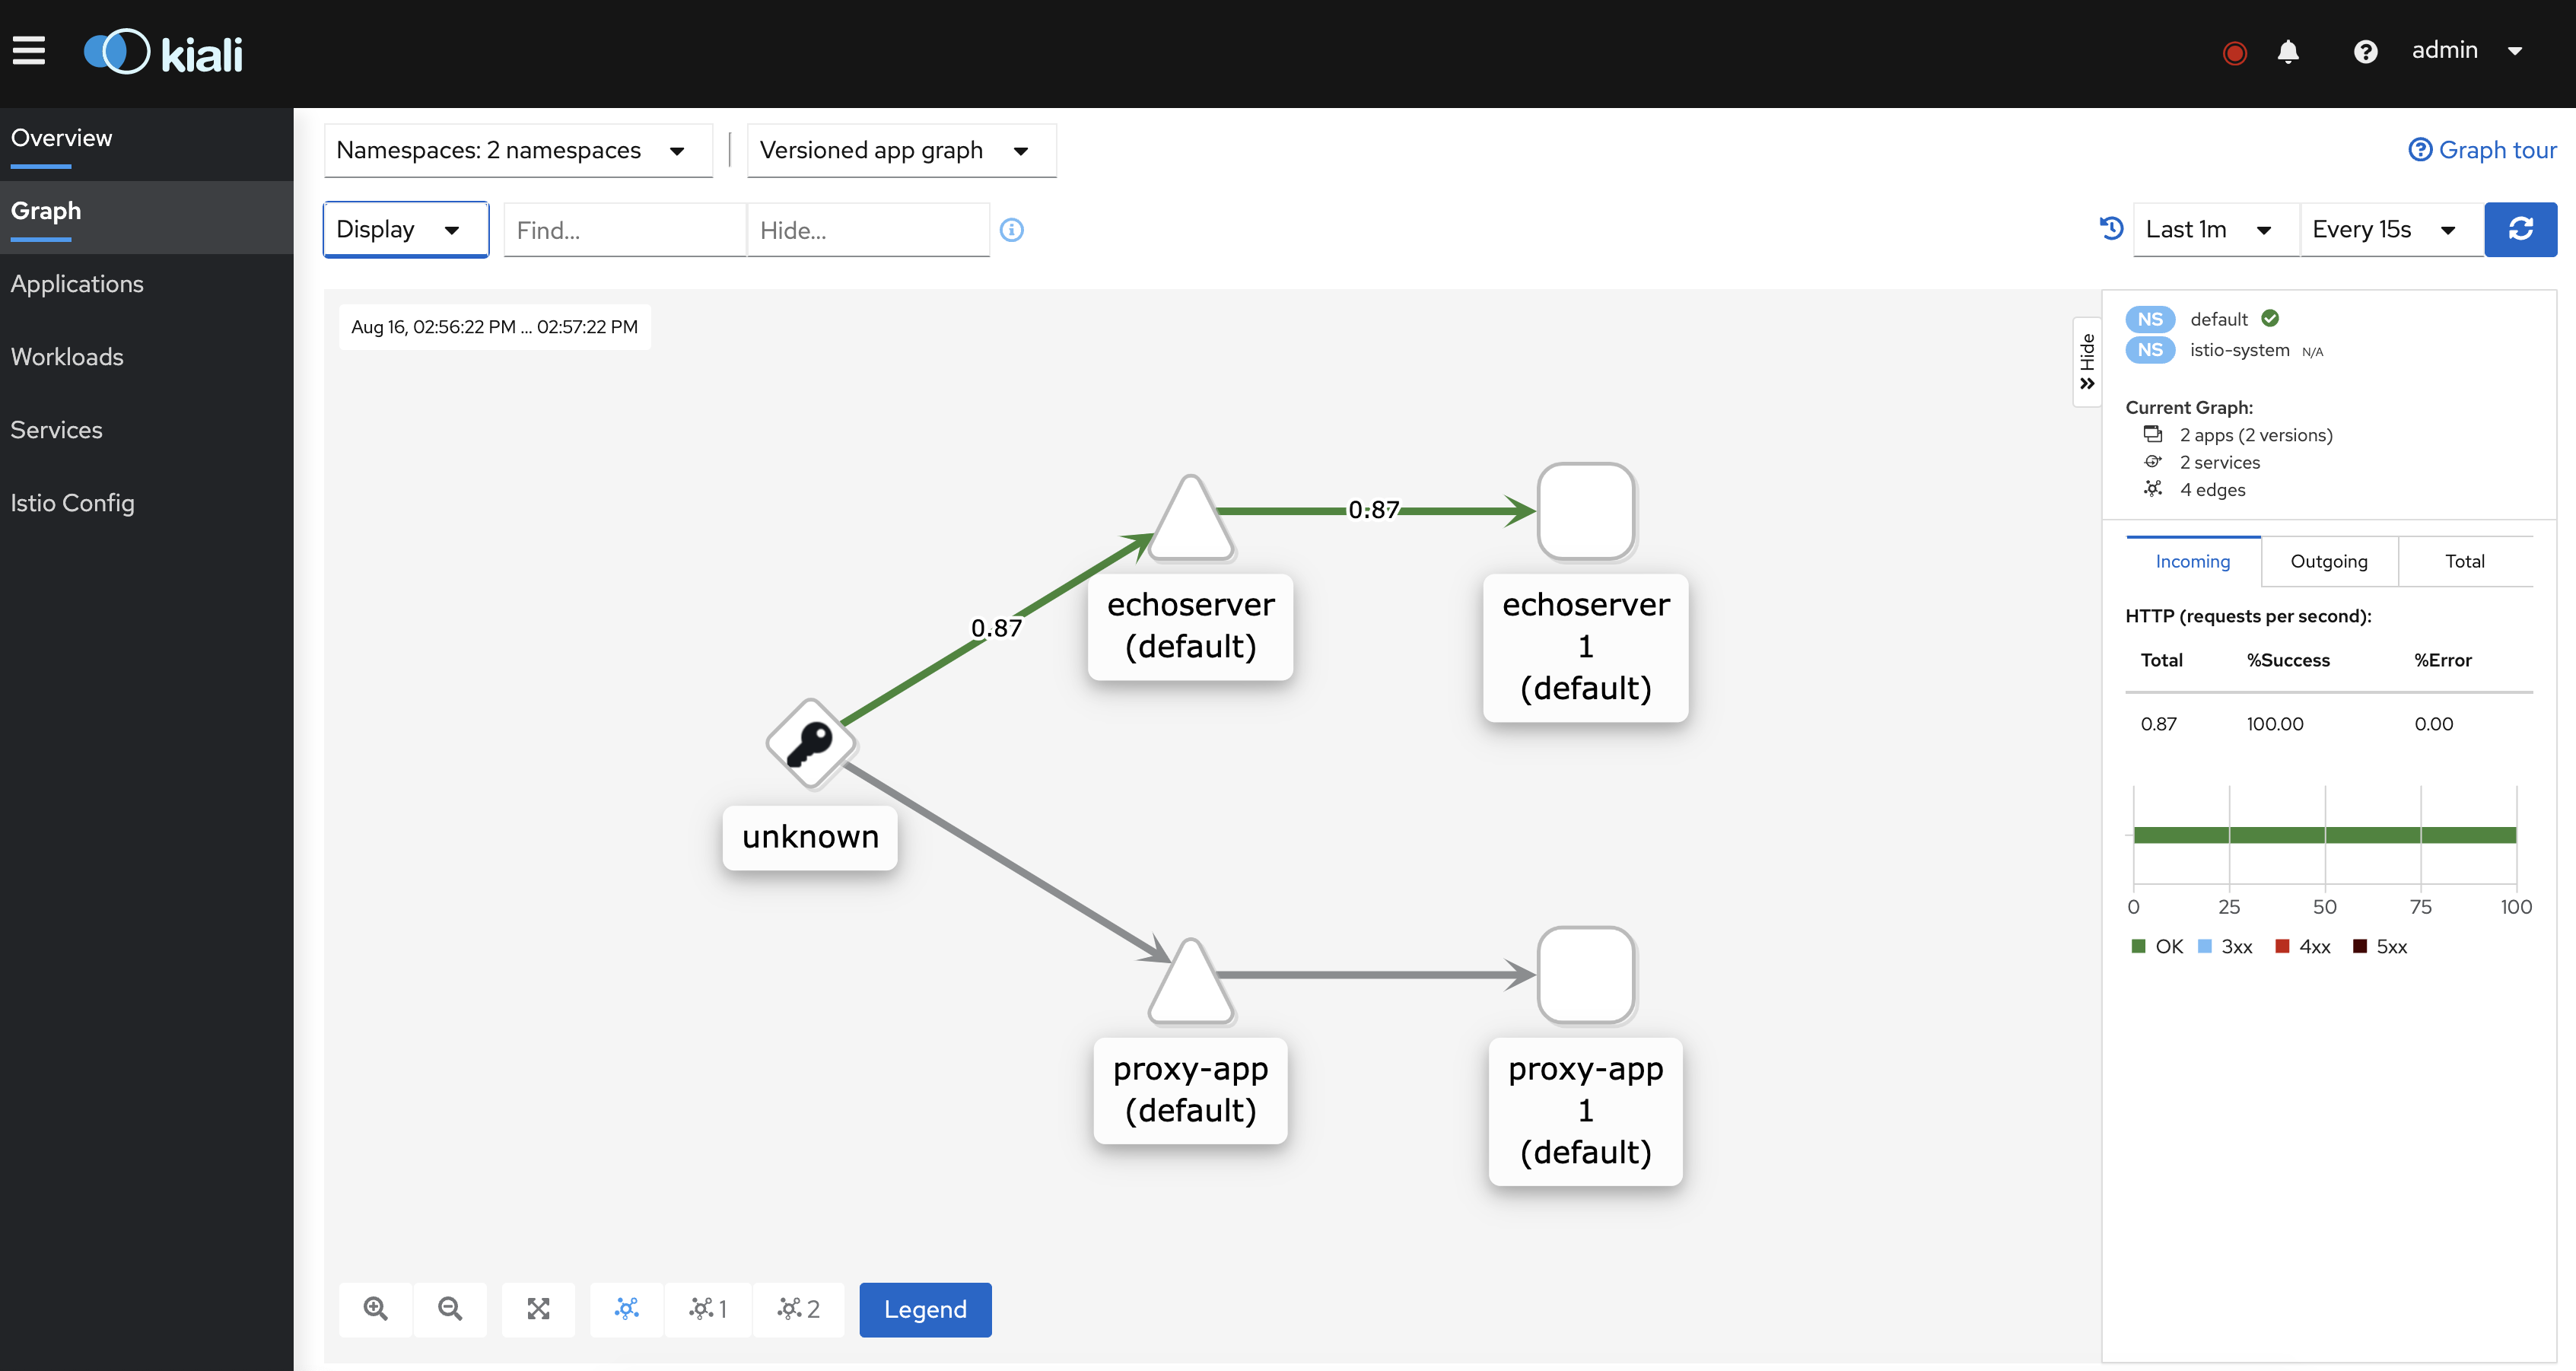 kiali
admin
Overview
Graph
Applications
Workloads
Services
Istio Config
Namespaces: 2 namespaces
Versioned app graph
Graph tour
Display
Find...
Hide...
Last 1m
Every 15s
Aug 16, 02:56:22 PM ... 02:57:22 PM
Hide
0.87
0.87
echoserver
(default)
echoserver
1
(default)
unknown
proxy-app
(default)
proxy-app
1
(default)
1
2
Legend
NS default
NS istio-system N/A
Current Graph:
2 apps (2 versions)
2 services
4 edges
Incoming
Outgoing
Total
HTTP (requests per second):
Total %Success %Error
0.87 100.00 0.00
0 25 50 75 100
OK 3xx 4xx 5xx